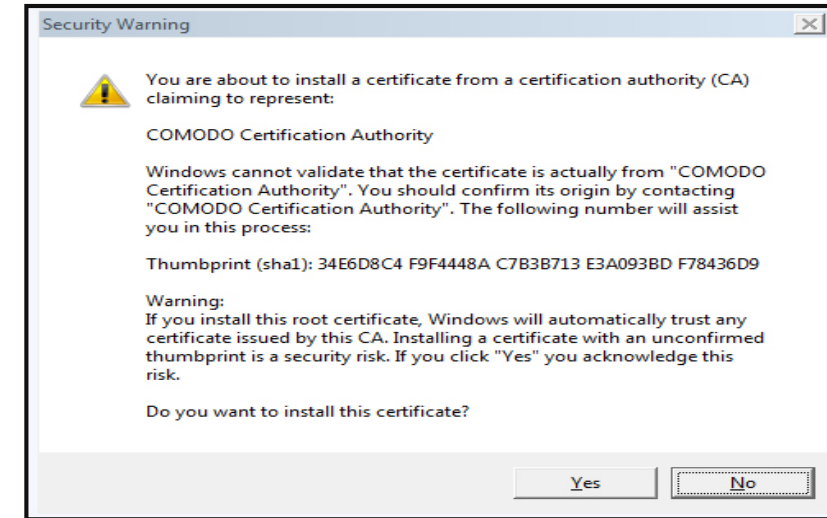 Security Warning
You are about to install a certificate from a certification authority (CA)
claiming to represent:
COMODO Certification Authority
Windows cannot validate that the certificate is actually from "COMODO
Certification Authority". You should confirm its origin by contacting
"COMODO Certification Authority". The following number will assist
you in this process:
Thumbprint (sha1): 34E6D8C4 F9F4448A C7B3B713 E3A093BD F78436D9
Warning:
If you install this root certificate, Windows will automatically trust any
certificate issued by this CA. Installing a certificate with an unconfirmed
thumbprint is a security risk. If you click "Yes" you acknowledge this
risk.
Do you want to install this certificate?
Yes No